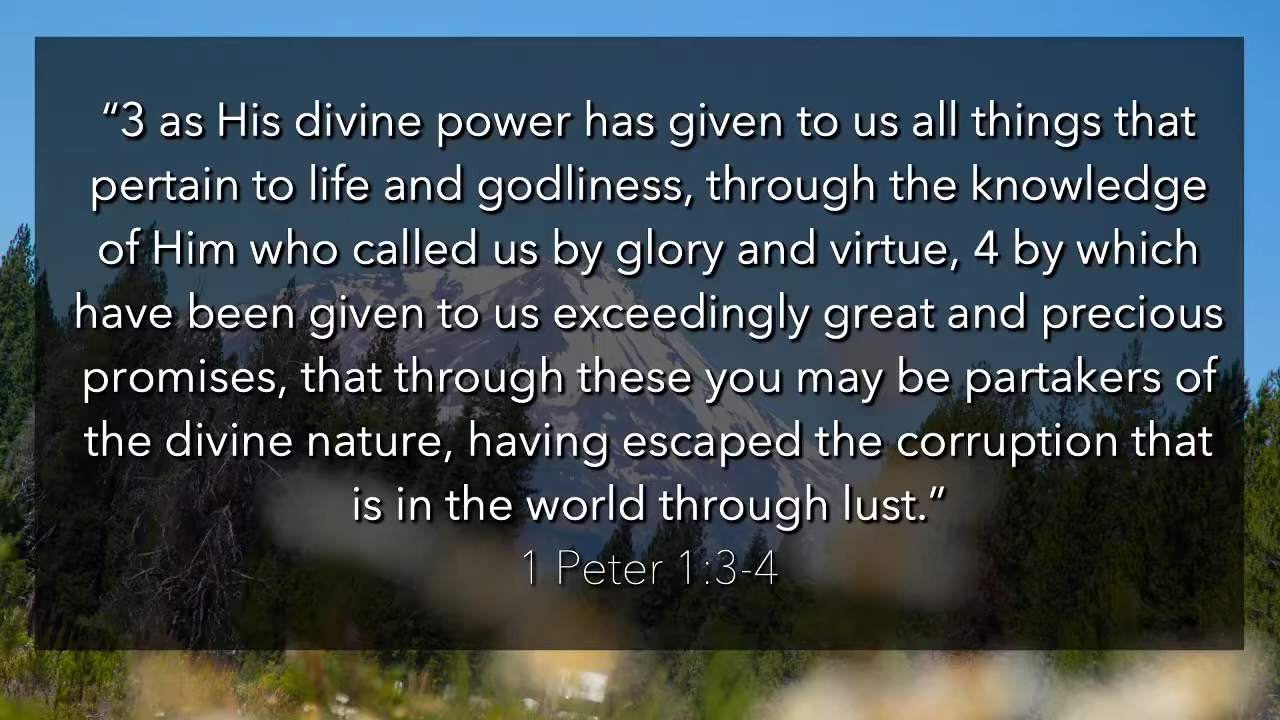 “3 as His divine power has given to us all things that
pertain to life and godliness, through the knowledge
of Him who called us by glory and virtue, 4 by which
have been given to us exceedingly great and precious
promises, that through these you may be partakers of
the divine nature, having escaped the corruption that
is in the world through lust.”
1 Peter 1:3-4